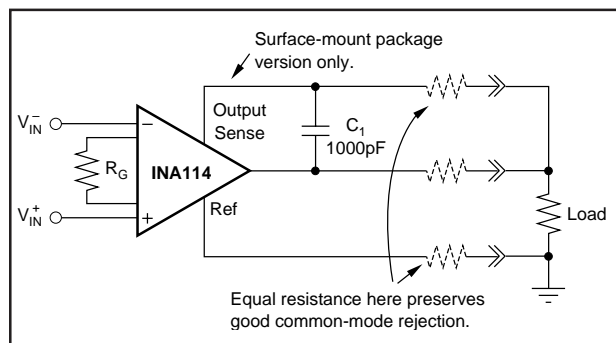 Surface-mount package
version only.
V⁻IN
Output
Sense
C1
1000pF
RG
INA114
Ref
V⁺IN
Load
Equal resistance here preserves
good common-mode rejection.
−
+